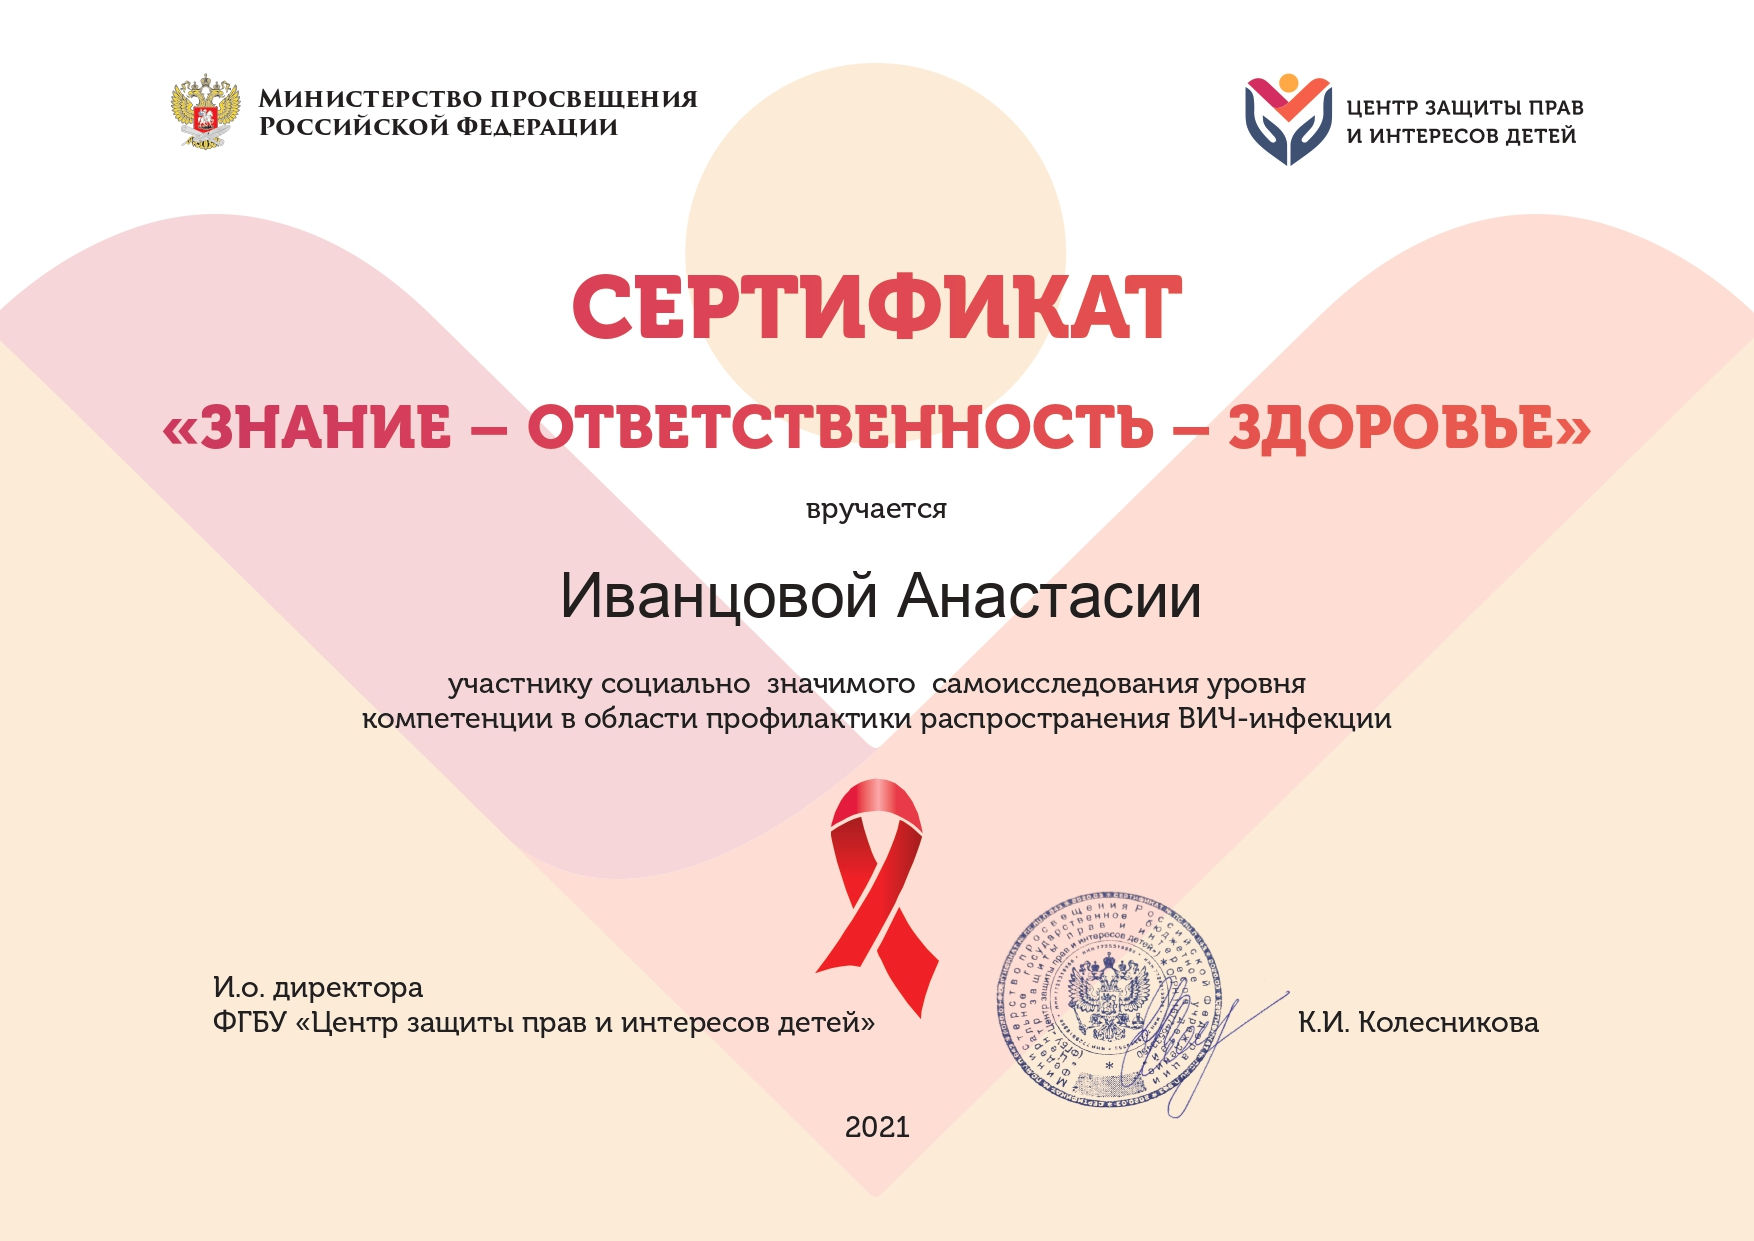 МИНИСТЕРСТВО ПРОСВЕЩЕНИЯ
РОССИЙСКОЙ ФЕДЕРАЦИИ
ЦЕНТР ЗАЩИТЫ ПРАВ
И ИНТЕРЕСОВ ДЕТЕЙ
СЕРТИФИКАТ
«ЗНАНИЕ – ОТВЕТСТВЕННОСТЬ – ЗДОРОВЬЕ»
вручается
Иванцовой Анастасии
участнику социально значимого самоисследования уровня
компетенции в области профилактики распространения ВИЧ-инфекции
И.о. директора
ФГБУ «Центр защиты прав и интересов детей»
К.И. Колесникова
2021